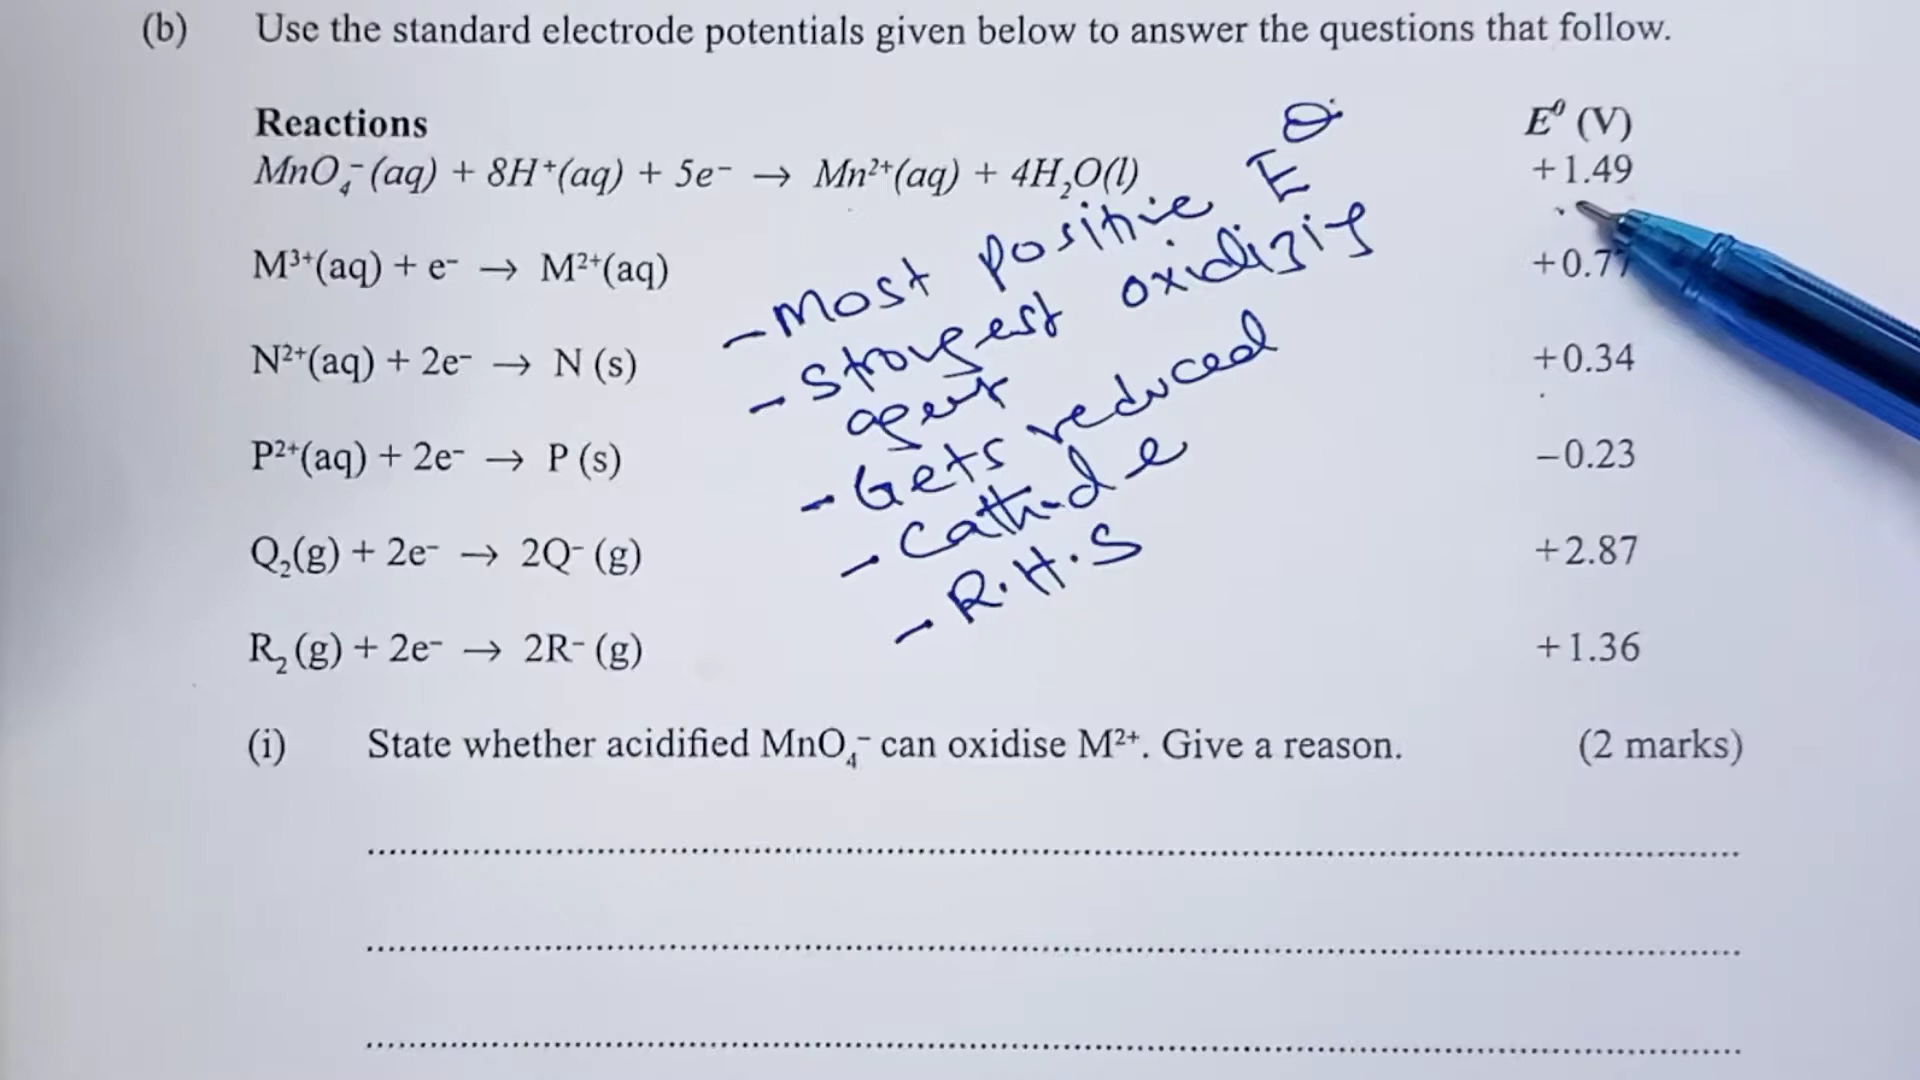 (b) Use the standard electrode potentials given below to answer the questions that follow.
Reactions E⁰ (V)
MnO₄⁻(aq) + 8H⁺(aq) + 5e⁻ → Mn²⁺(aq) + 4H₂O(l) +1.49
M³⁺(aq) + e⁻ → M²⁺(aq) +0.77
N²⁺(aq) + 2e⁻ → N (s) +0.34
P²⁺(aq) + 2e⁻ → P (s) −0.23
Q₂(g) + 2e⁻ → 2Q⁻ (g) +2.87
R₂ (g) + 2e⁻ → 2R⁻ (g) +1.36
- Most positive E⊖
- Strongest oxidizing
agent
- Gets reduced
- Cathode
- R.H.S
(i) State whether acidified MnO₄⁻ can oxidise M²⁺. Give a reason. (2 marks)